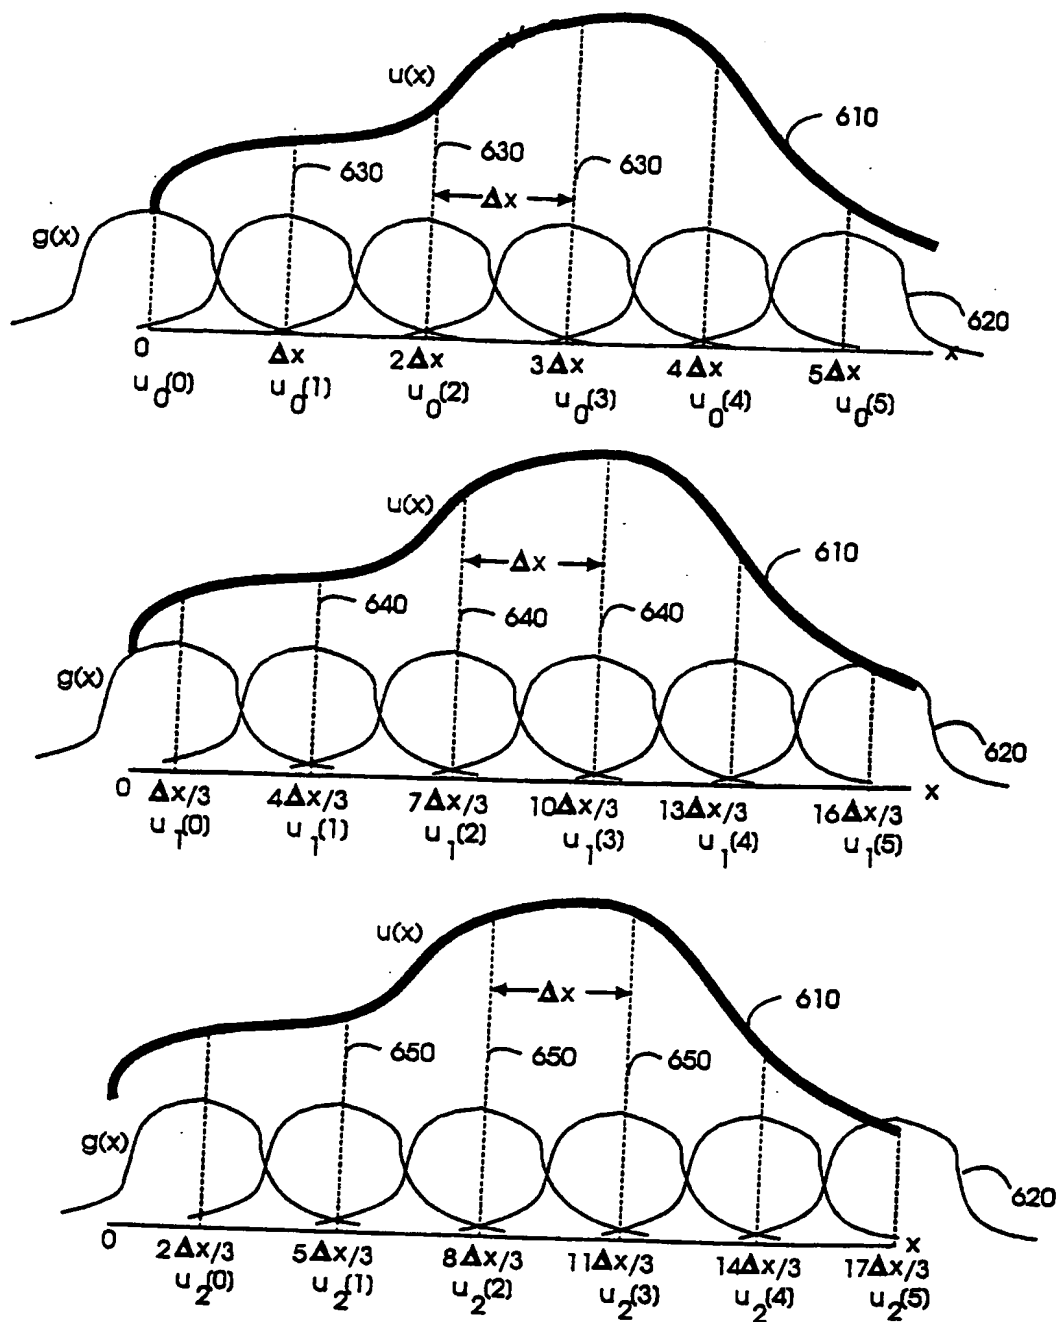 u(x)
610
630
630
630
Δx
g(x)
620
0 Δx 2Δx 3Δx 4Δx 5Δx x
u0(0) u0(1) u0(2) u0(3) u0(4) u0(5)
u(x)
Δx
610
640
640
640
g(x)
620
0 Δx/3 4Δx/3 7Δx/3 10Δx/3 13Δx/3 16Δx/3 x
u1(0) u1(1) u1(2) u1(3) u1(4) u1(5)
u(x)
Δx
610
650
650
650
g(x)
620
0 2Δx/3 5Δx/3 8Δx/3 11Δx/3 14Δx/3 17Δx/3 x
u2(0) u2(1) u2(2) u2(3) u2(4) u2(5)